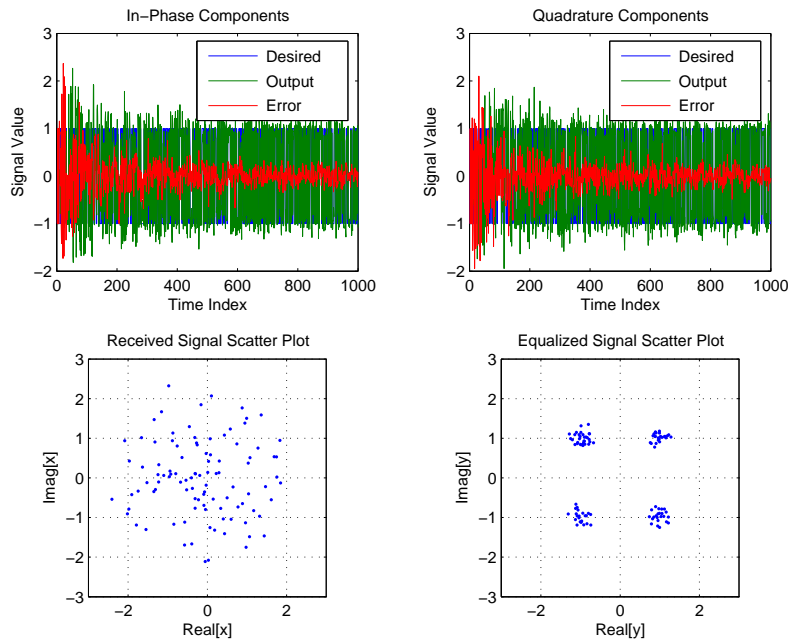 In−Phase Components
3
2
1
0
−1
−2
Signal Value
0 200 400 600 800 1000
Time Index
Desired
Output
Error
Quadrature Components
3
2
1
0
−1
−2
Signal Value
0 200 400 600 800 1000
Time Index
Desired
Output
Error
Received Signal Scatter Plot
3
2
1
0
−1
−2
−3
Imag[x]
−2 0 2
Real[x]
Equalized Signal Scatter Plot
3
2
1
0
−1
−2
−3
Imag[y]
−2 0 2
Real[y]